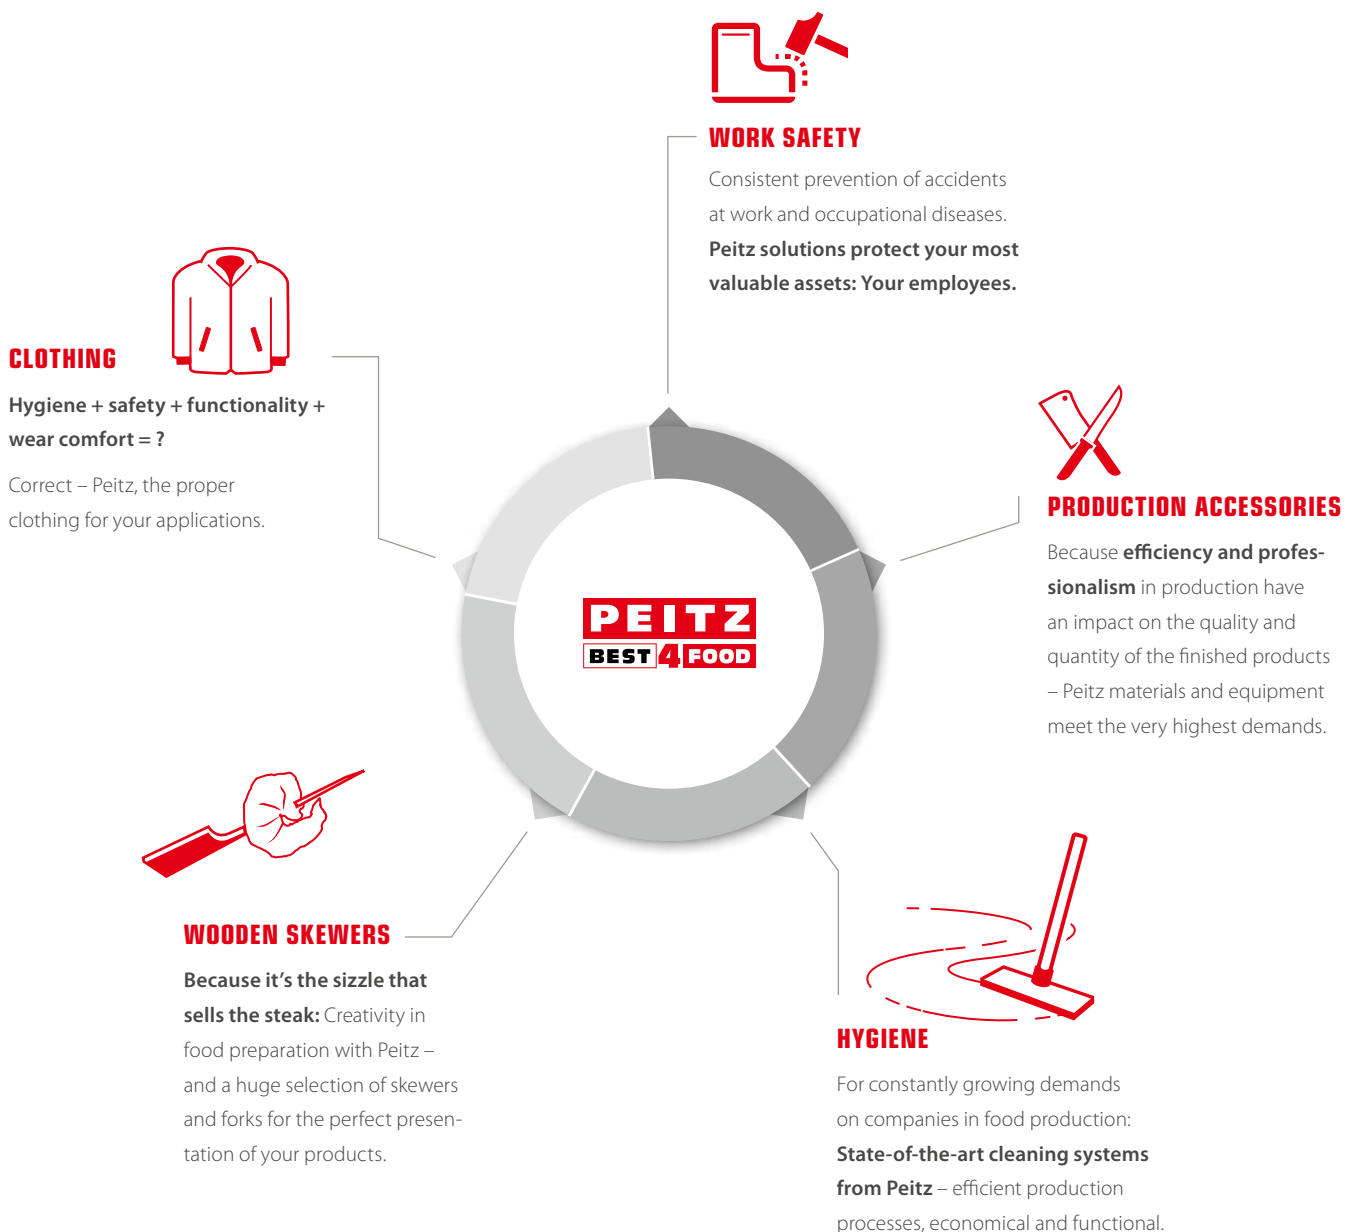 WORK SAFETY
Consistent prevention of accidents
at work and occupational diseases.
Peitz solutions protect your most
valuable assets: Your employees.
CLOTHING
Hygiene + safety + functionality +
wear comfort = ?
Correct – Peitz, the proper
clothing for your applications.
PRODUCTION ACCESSORIES
Because efficiency and profes-
sionalism in production have
an impact on the quality and
quantity of the finished products
– Peitz materials and equipment
meet the very highest demands.
PEITZ
BEST 4 FOOD
WOODEN SKEWERS
Because it’s the sizzle that
sells the steak: Creativity in
food preparation with Peitz –
and a huge selection of skewers
and forks for the perfect presen-
tation of your products.
HYGIENE
For constantly growing demands
on companies in food production:
State-of-the-art cleaning systems
from Peitz – efficient production
processes, economical and functional.